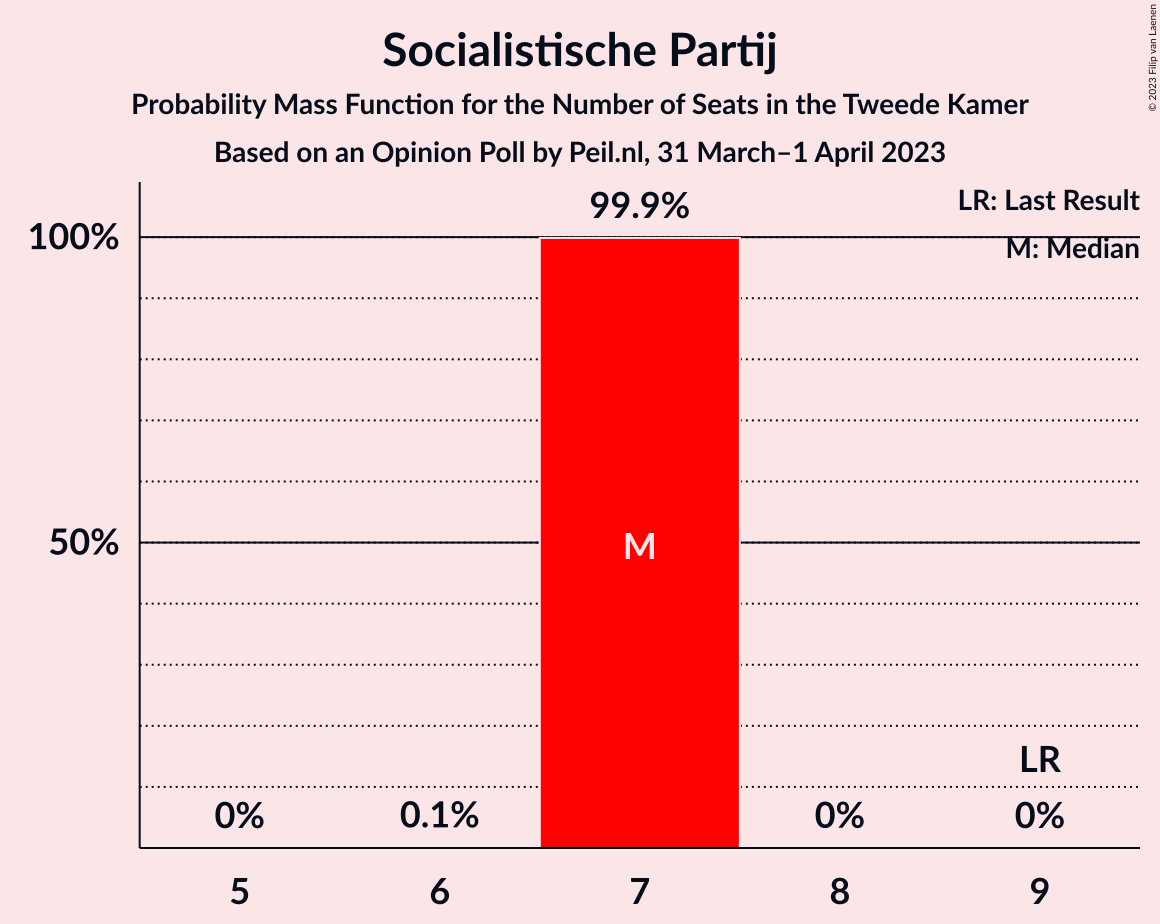 Socialistische Partij
Probability Mass Function for the Number of Seats in the Tweede Kamer
Based on an Opinion Poll by Peil.nl, 31 March–1 April 2023
© 2023 Filip van Laenen
LR: Last Result
M: Median
99.9%
100%
50%
M
LR
0%
0.1%
0%
0%
5
6
7
8
9